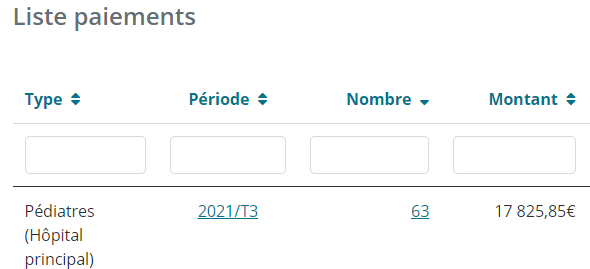 Liste paiements
Type Période Nombre Montant
Pédiatres 2021/T3 63 17 825,85€
(Hôpital
principal)